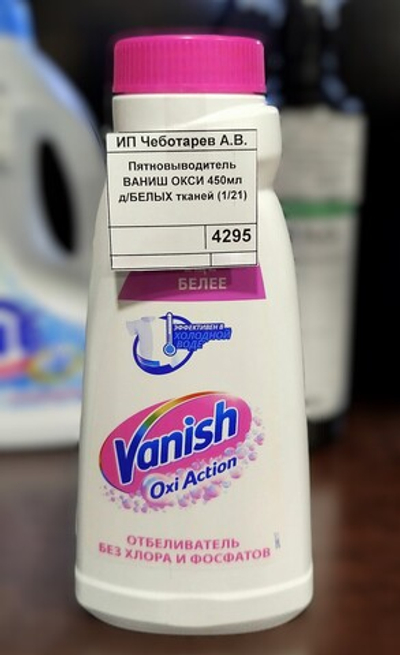 ИП Чеботарев А.В.
Пятновыводитель
ВАНИШ ОКСИ 450мл
д/БЕЛЫХ тканей (1/21)
4295
БЕЛЕЕ
ЭФФЕКТИВЕН В
ХОЛОДНОЙ
ВОДЕ
Vanish
Oxi Action
ОТБЕЛИВАТЕЛЬ
БЕЗ ХЛОРА И ФОСФАТОВ